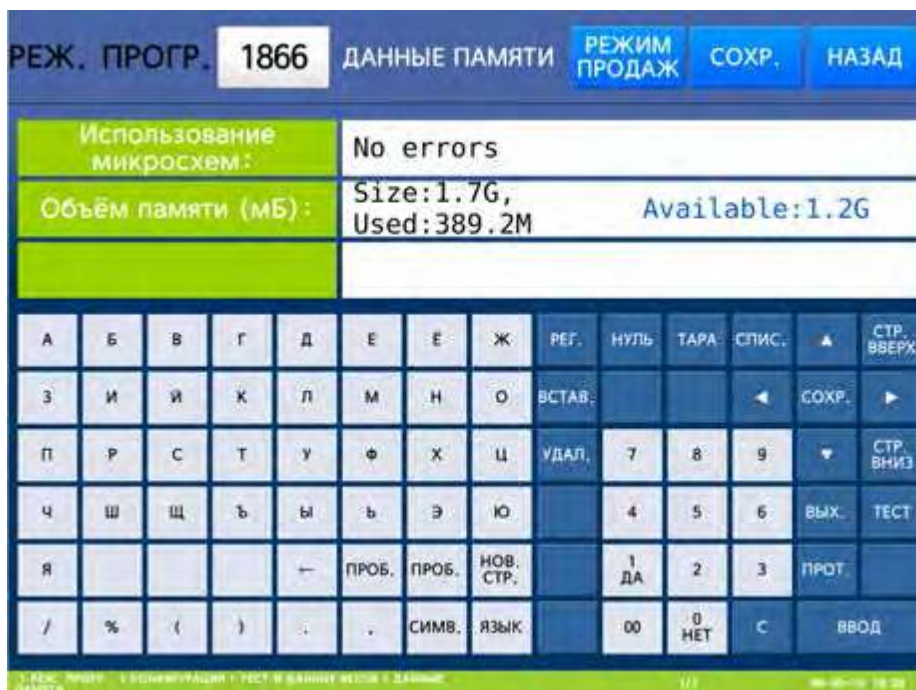 РЕЖ. ПРОГР. 1866 ДАННЫЕ ПАМЯТИ РЕЖИМ ПРОДАЖ СОХР. НАЗАД
Использование микросхем: No errors
Объём памяти (мБ): Size:1.7G, Used:389.2M Available:1.2G
А Б В Г Д Е Ё Ж РЕГ. НУЛЬ ТАРА СПИС. ▲ СТР. ВВЕРХ
З И Й К Л М Н О ВСТАВ. ◀ СОХР. ▶
П Р С Т У Ф Х Ц УДАЛ. 7 8 9 ▼ СТР. ВНИЗ
Ч Ш Щ Ъ Ы Ь Э Ю 4 5 6 ВЫХ. ТЕСТ
Я ← ПРОБ. ПРОБ. НОВ. СТР. 1 ДА 2 3 ПРОТ.
/ % ( ) . . СИМВ. ЯЗЫК 00 0 НЕТ С ВВОД
1/1